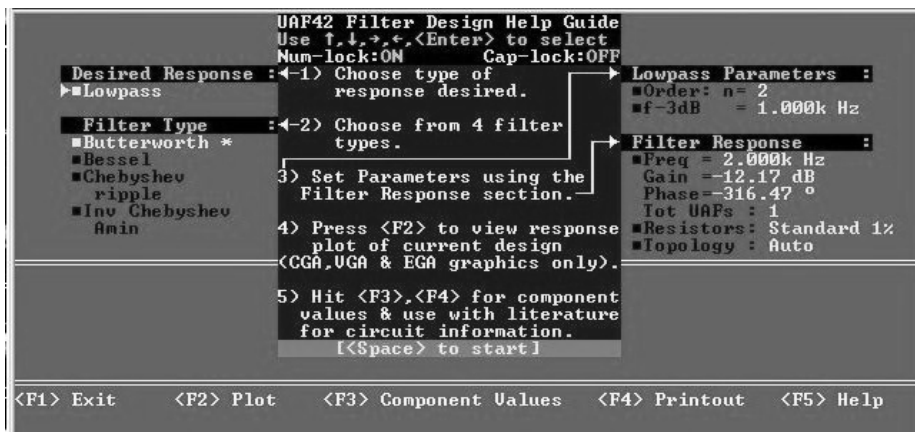 UAF42 Filter Design Help Guide
Use ↑,↓,→,←,<Enter> to select
Num-lock:ON Cap-lock:OFF
Desired Response :
►■Lowpass
Filter Type :
■Butterworth *
■Bessel
■Chebyshev
ripple
■Inv Chebyshev
Amin
←1) Choose type of
response desired.
←2) Choose from 4 filter
types.
3) Set Parameters using the
Filter Response section.
4) Press <F2> to view response
plot of current design
(CGA,VGA & EGA graphics only).
5) Hit <F3>,<F4> for component
values & use with literature
for circuit information.
[<Space> to start]
Lowpass Parameters :
■Order: n= 2
■f-3dB = 1.000k Hz
Filter Response :
■Freq = 2.000k Hz
Gain =-12.17 dB
Phase=-316.47 º
Tot UAFs : 1
■Resistors: Standard 1%
■Topology : Auto
<F1> Exit <F2> Plot <F3> Component Values <F4> Printout <F5> Help